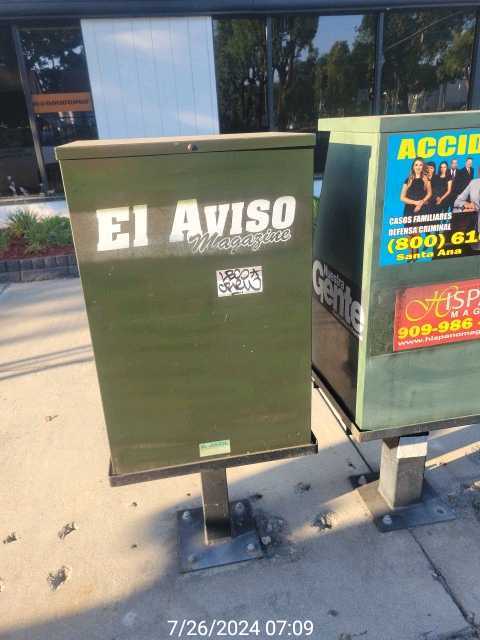 El Aviso
Magazine
Nuestra
Gente
ACCID
CASOS FAMILIARES
DEFENSA CRIMINAL
(800) 61
Santa Ana
HISPA
MAG
909-986
www.hispanomag
7/26/2024 07:09